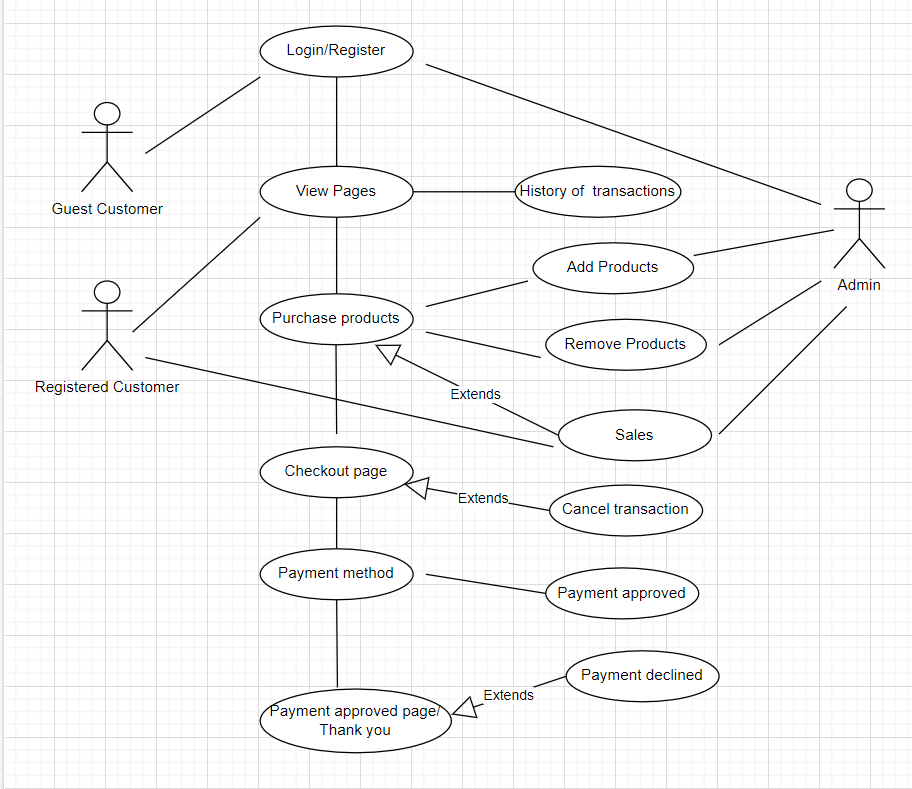 Login/Register
Guest Customer
View Pages
History of transactions
Add Products
Admin
Purchase products
Remove Products
Registered Customer
Extends
Sales
Checkout page
Extends
Cancel transaction
Payment method
Payment approved
Payment declined
Extends
Payment approved page/
Thank you